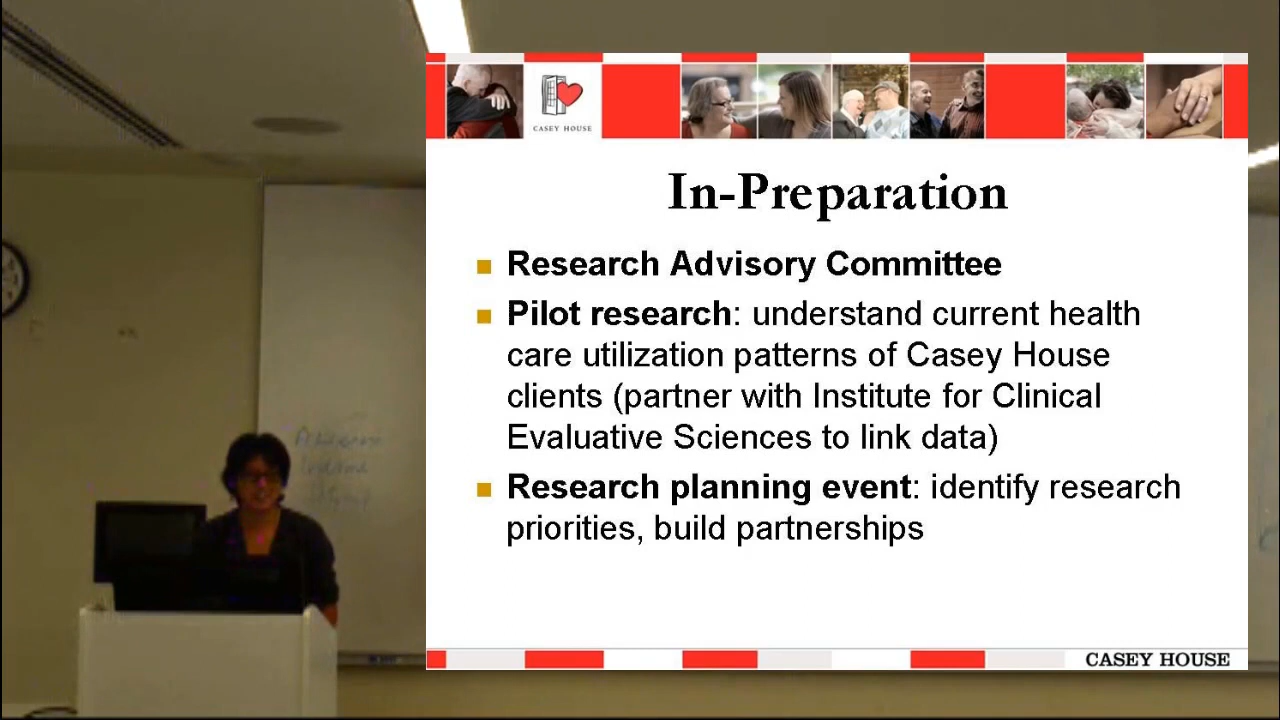 CASEY HOUSE
In-Preparation
Research Advisory Committee
Pilot research: understand current health
care utilization patterns of Casey House
clients (partner with Institute for Clinical
Evaluative Sciences to link data)
Research planning event: identify research
priorities, build partnerships
CASEY HOUSE